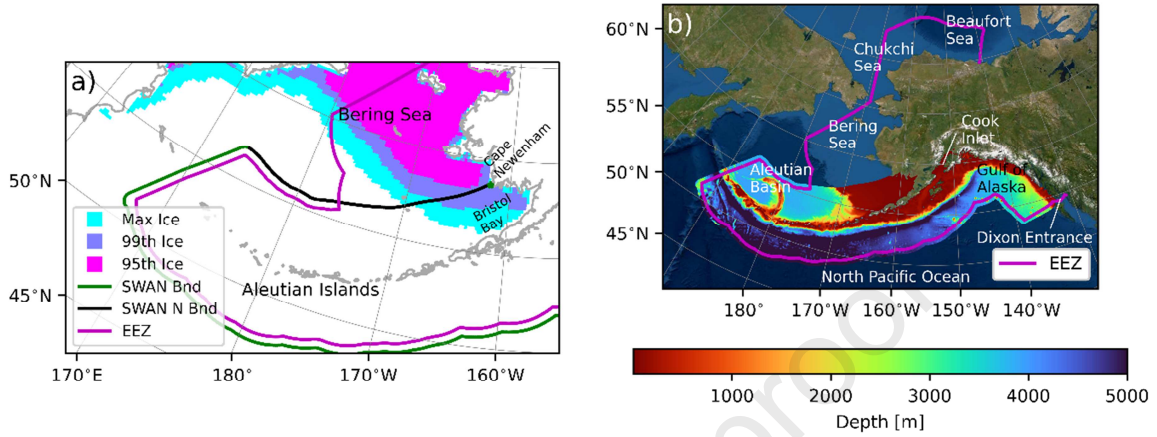 a)
Bering Sea
Cape
Newenham
Bristol
Bay
Aleutian Islands
50°N
45°N
170°E
180°
170°W
160°W
Max Ice
99th Ice
95th Ice
SWAN Bnd
SWAN N Bnd
EEZ
b)
60°N
55°N
50°N
45°N
Beaufort
Sea
Chukchi
Sea
Bering
Sea
Cook
Inlet
Aleutian
Basin
Gulf of
Alaska
Dixon Entrance
North Pacific Ocean
EEZ
180°
170°W
160°W
150°W
140°W
1000
2000
3000
4000
5000
Depth [m]
proof